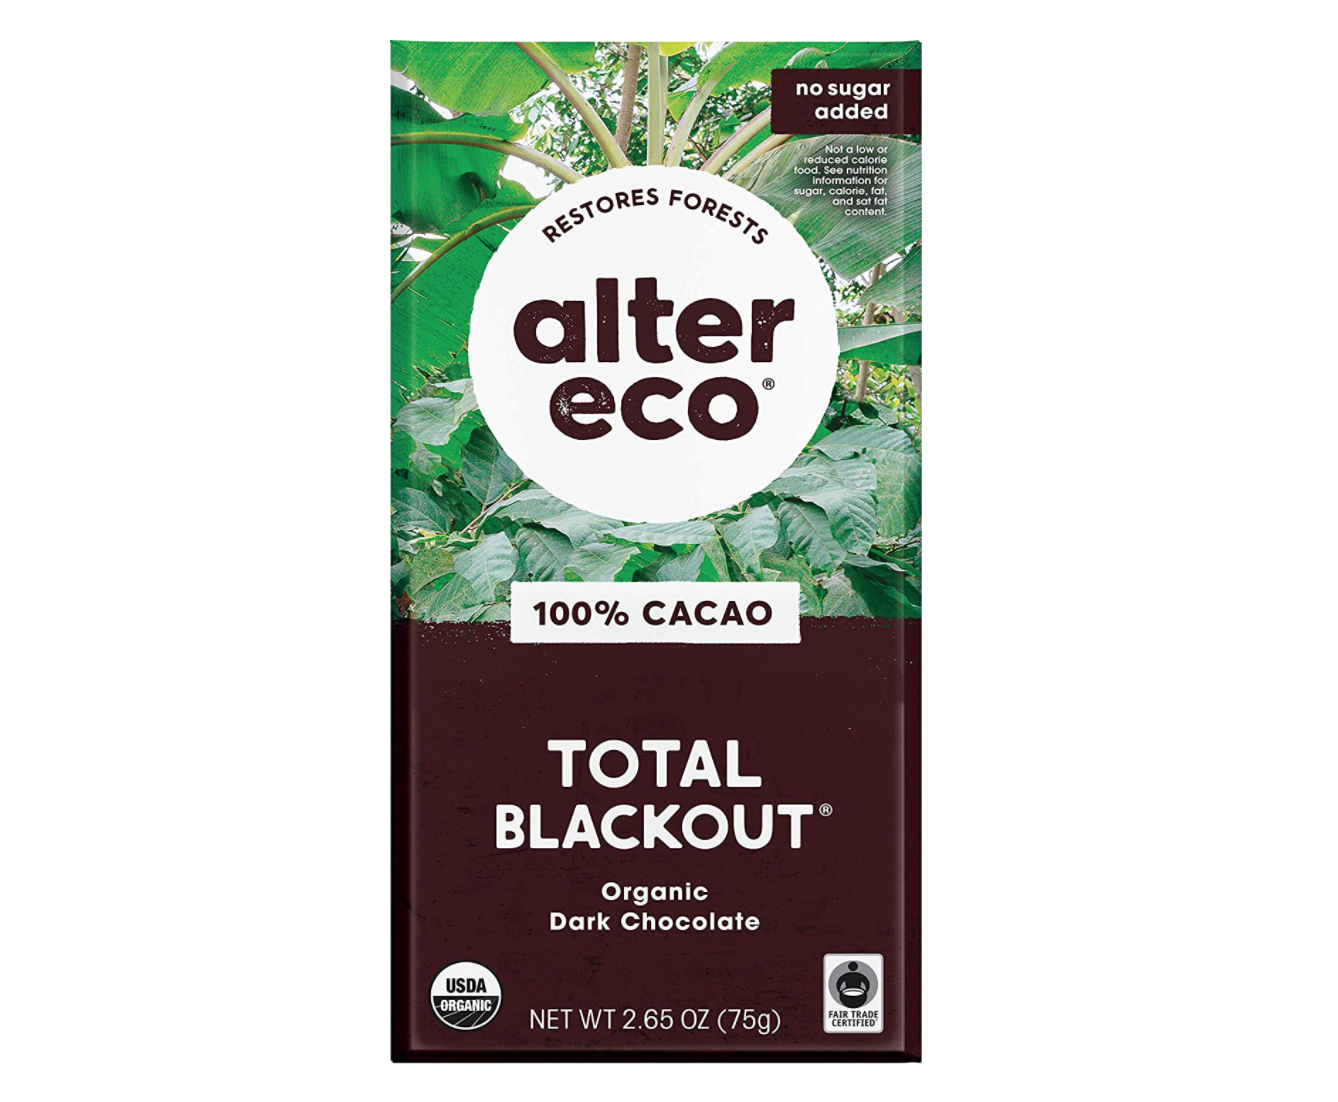 no sugar
added
Not a low or
reduced calorie
food. See nutrition
information for
sugar, calorie, fat,
and sat fat
content.
RESTORES FORESTS
alter
eco®
100% CACAO
TOTAL
BLACKOUT®
Organic
Dark Chocolate
USDA
ORGANIC
NET WT 2.65 OZ (75g)
FAIR TRADE
CERTIFIED™